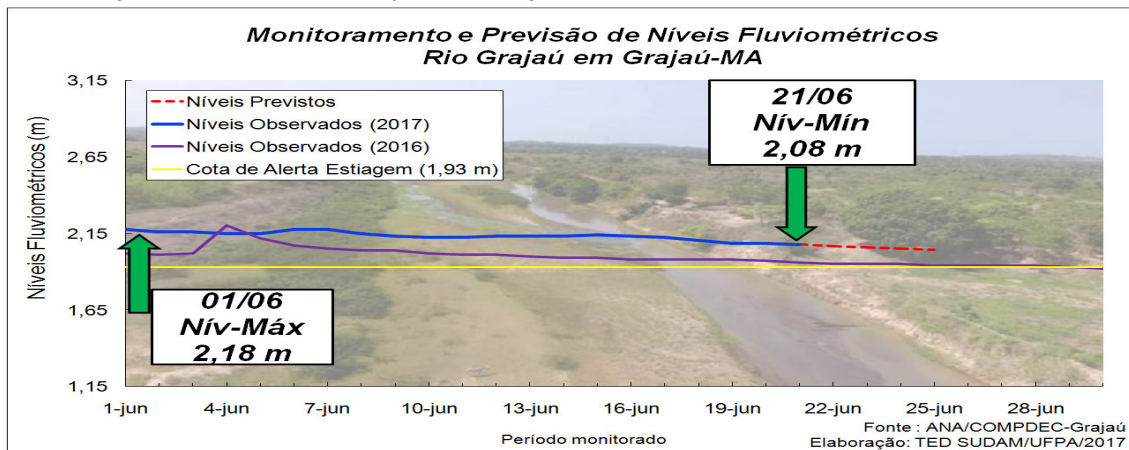 Monitoramento e Previsão de Níveis Fluviométricos
Rio Grajaú em Grajaú-MA
Níveis Fluviométricos (m)
3,15
2,65
2,15
1,65
1,15
Níveis Previstos
Níveis Observados (2017)
Níveis Observados (2016)
Cota de Alerta Estiagem (1,93 m)
21/06
Nív-Mín
2,08 m
01/06
Nív-Máx
2,18 m
1-jun 4-jun 7-jun 10-jun 13-jun 16-jun 19-jun 22-jun 25-jun 28-jun
Período monitorado
Fonte : ANA/COMPDEC-Grajaú
Elaboração: TED SUDAM/UFPA/2017